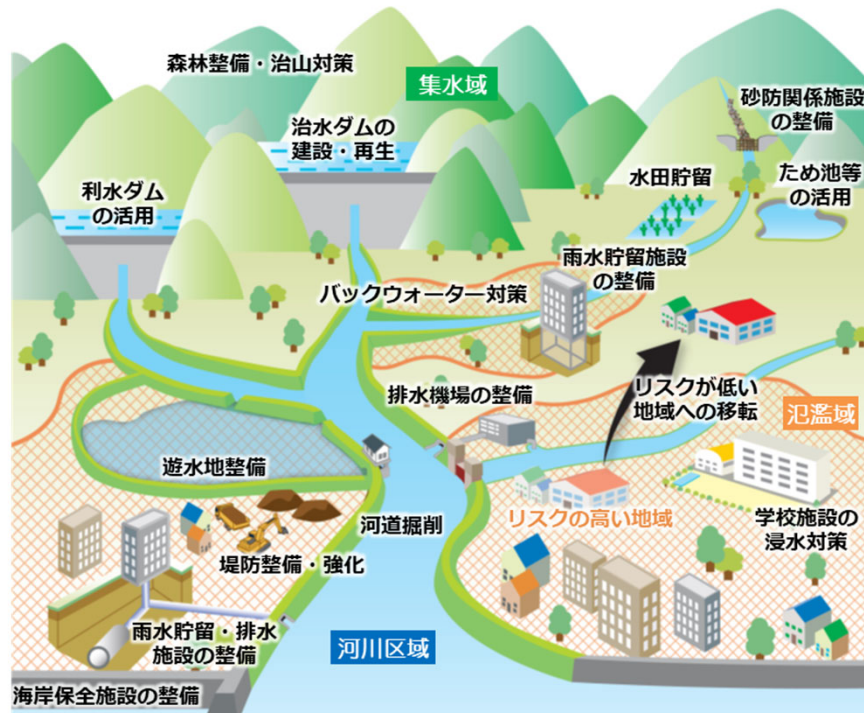 森林整備・治山対策
集水域
砂防関係施設
の整備
治水ダムの
建設・再生
水田貯留
ため池等
の活用
利水ダム
の活用
雨水貯留施設
の整備
バックウォーター対策
排水機場の整備
リスクが低い
地域への移転
氾濫域
遊水地整備
河道掘削
リスクの高い地域
学校施設の
浸水対策
堤防整備・強化
雨水貯留・排水
施設の整備
河川区域
海岸保全施設の整備